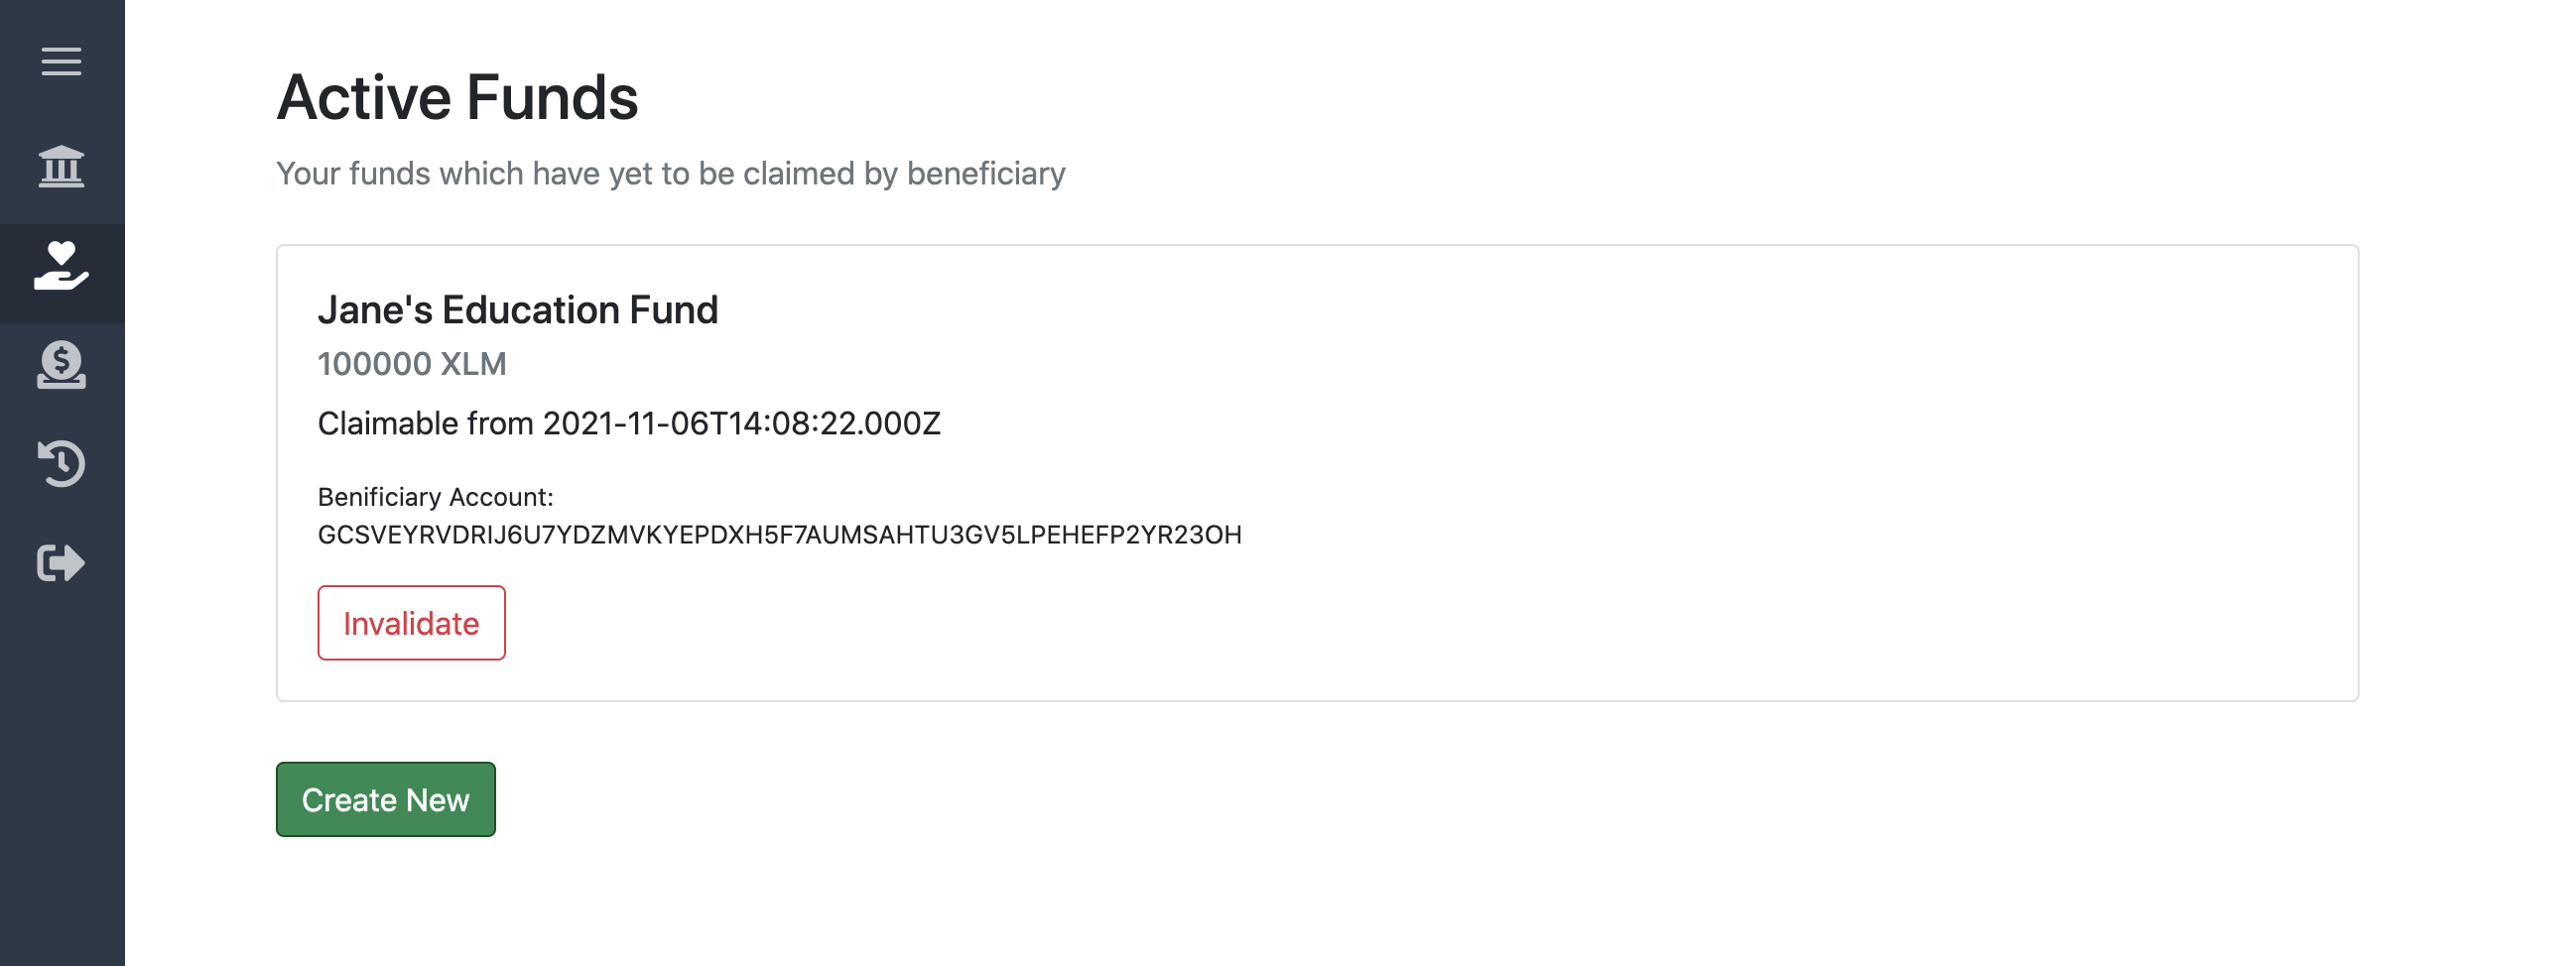 Active Funds
Your funds which have yet to be claimed by beneficiary
Jane's Education Fund
100000 XLM
Claimable from 2021-11-06T14:08:22.000Z
Benificiary Account:
GCSVEYRVDRIJ6U7YDZMVKYEPDXH5F7AUMSAHTU3GV5LPEHEFP2YR23OH
Invalidate
Create New